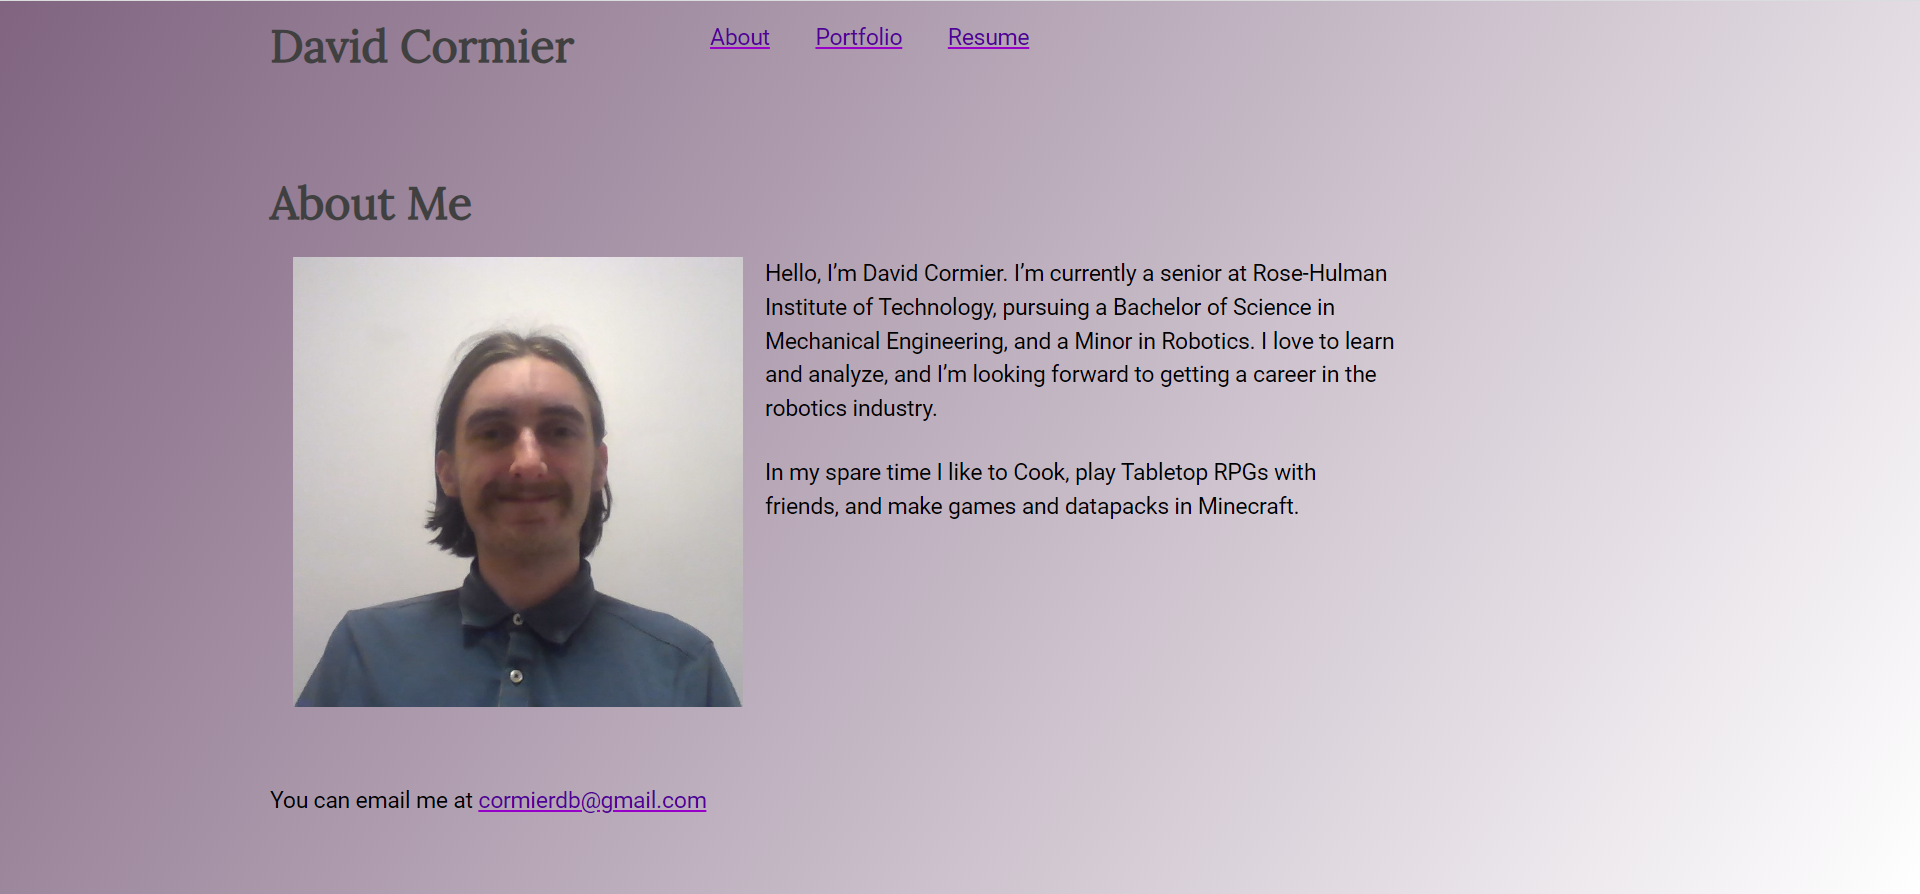 David Cormier
About Portfolio Resume
About Me
Hello, I’m David Cormier. I’m currently a senior at Rose-Hulman
Institute of Technology, pursuing a Bachelor of Science in
Mechanical Engineering, and a Minor in Robotics. I love to learn
and analyze, and I’m looking forward to getting a career in the
robotics industry.
In my spare time I like to Cook, play Tabletop RPGs with
friends, and make games and datapacks in Minecraft.
You can email me at cormierdb@gmail.com